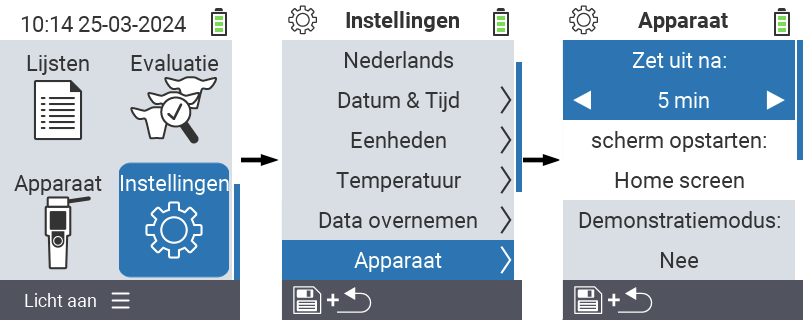 10:14 25-03-2024
Lijsten
Evaluatie
Apparaat
Instellingen
Licht aan
Instellingen
Nederlands
Datum & Tijd
Eenheden
Temperatuur
Data overnemen
Apparaat
+
Apparaat
Zet uit na:
5 min
scherm opstarten:
Home screen
Demonstratiemodus:
Nee
+